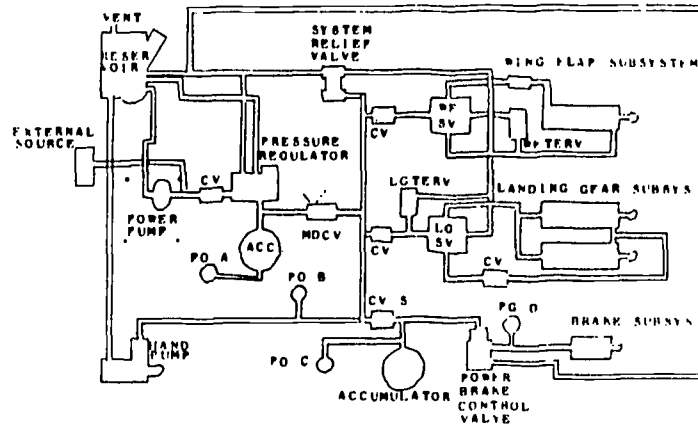 VENT
RESER
VOIR
SYSTEM
RELIEF
VALVE
WING FLAP SUBSYSTEM
EXTERNAL
SOURCE
CV
WF
SV
WFTERV
PRESSURE
REGULATOR
CV
LGTERV
LANDING GEAR SUBSYS
POWER
PUMP
MDCV
LG
SV
CV
CV
ACC
PG A
PG B
CV 5
PG D
BRAKE SUBSYS
HAND
PUMP
PG C
ACCUMULATOR
POWER
BRAKE
CONTROL
VALVE